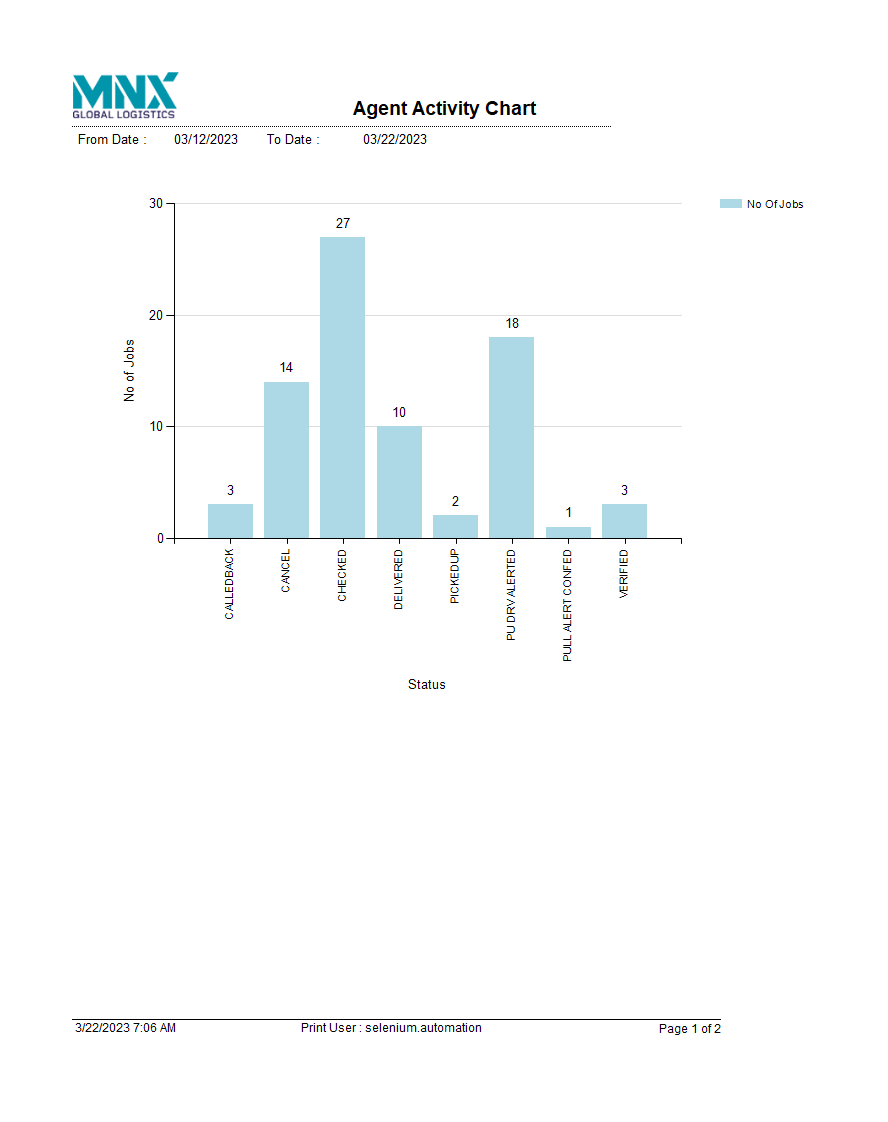 MNX
GLOBAL LOGISTICS
Agent Activity Chart
From Date : 03/12/2023 To Date : 03/22/2023
No Of Jobs
30
20
10
0
No of Jobs
3
14
27
10
2
18
1
3
CALLEDBACK
CANCEL
CHECKED
DELIVERED
PICKEDUP
PU DRV ALERTED
PULL ALERT CONFED
VERIFIED
Status
3/22/2023 7:06 AM Print User : selenium.automation Page 1 of 2